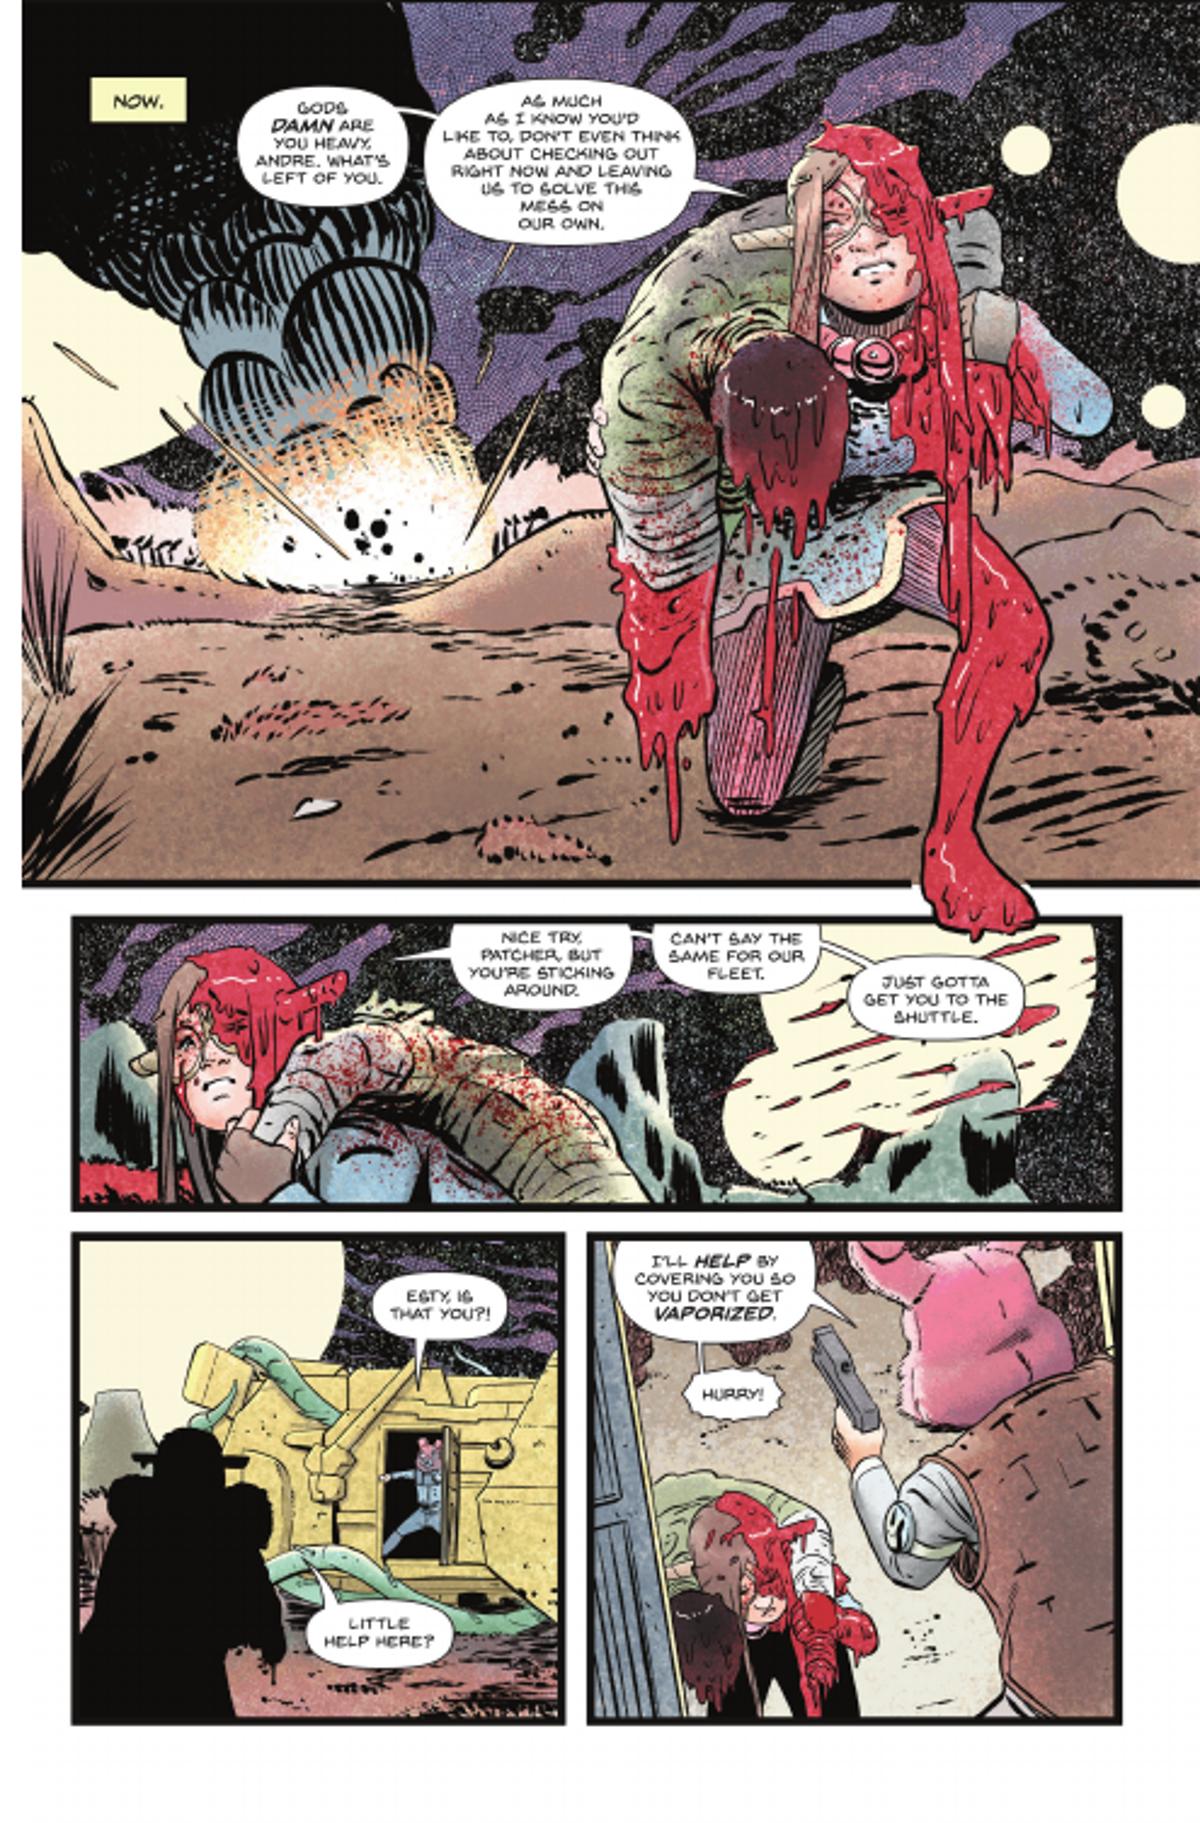 NOW.
GODS
DAMN ARE
YOU HEAVY,
ANDRE. WHAT'S
LEFT OF YOU.
AS MUCH
AS I KNOW YOU'D
LIKE TO, DON'T EVEN THINK
ABOUT CHECKING OUT
RIGHT NOW AND LEAVING
US TO SOLVE THIS
MESS ON
OUR OWN.
NICE TRY,
PATCHER, BUT
YOU'RE STICKING
AROUND.
CAN'T SAY THE
SAME FOR OUR
FLEET.
JUST GOTTA
GET YOU TO THE
SHUTTLE.
ESTY, IS
THAT YOU?!
LITTLE
HELP HERE?
I'LL HELP BY
COVERING YOU SO
YOU DON'T GET
VAPORIZED.
HURRY!